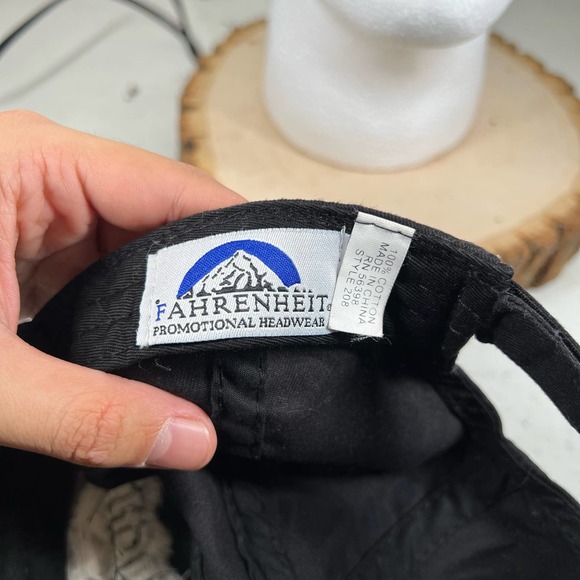 FAHRENHEIT
PROMOTIONAL HEADWEAR
100% COTTON
MADE IN CHINA
RN 56398
STYLE 208